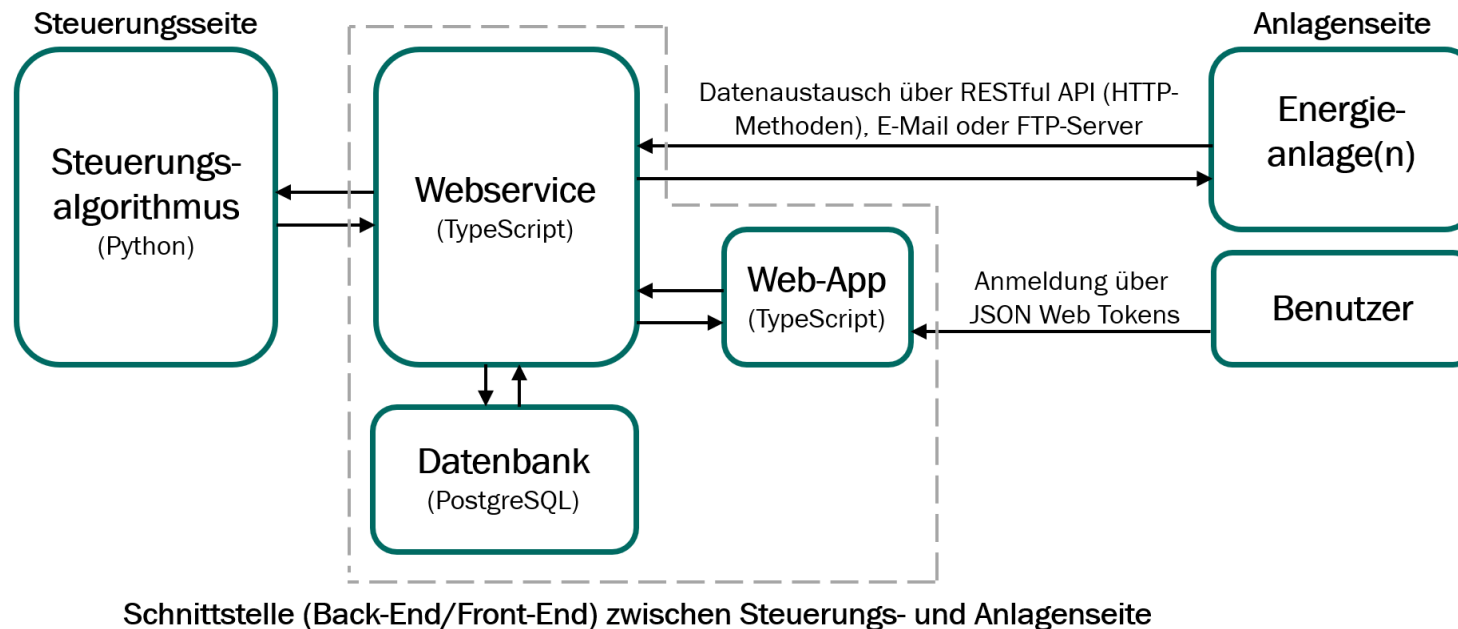 Steuerungsseite
Anlagenseite
Steuerungs-
algorithmus
(Python)
Webservice
(TypeScript)
Datenaustausch über RESTful API (HTTP-
Methoden), E-Mail oder FTP-Server
Energie-
anlage(n)
Web-App
(TypeScript)
Anmeldung über
JSON Web Tokens
Benutzer
Datenbank
(PostgreSQL)
Schnittstelle (Back-End/Front-End) zwischen Steuerungs- und Anlagenseite